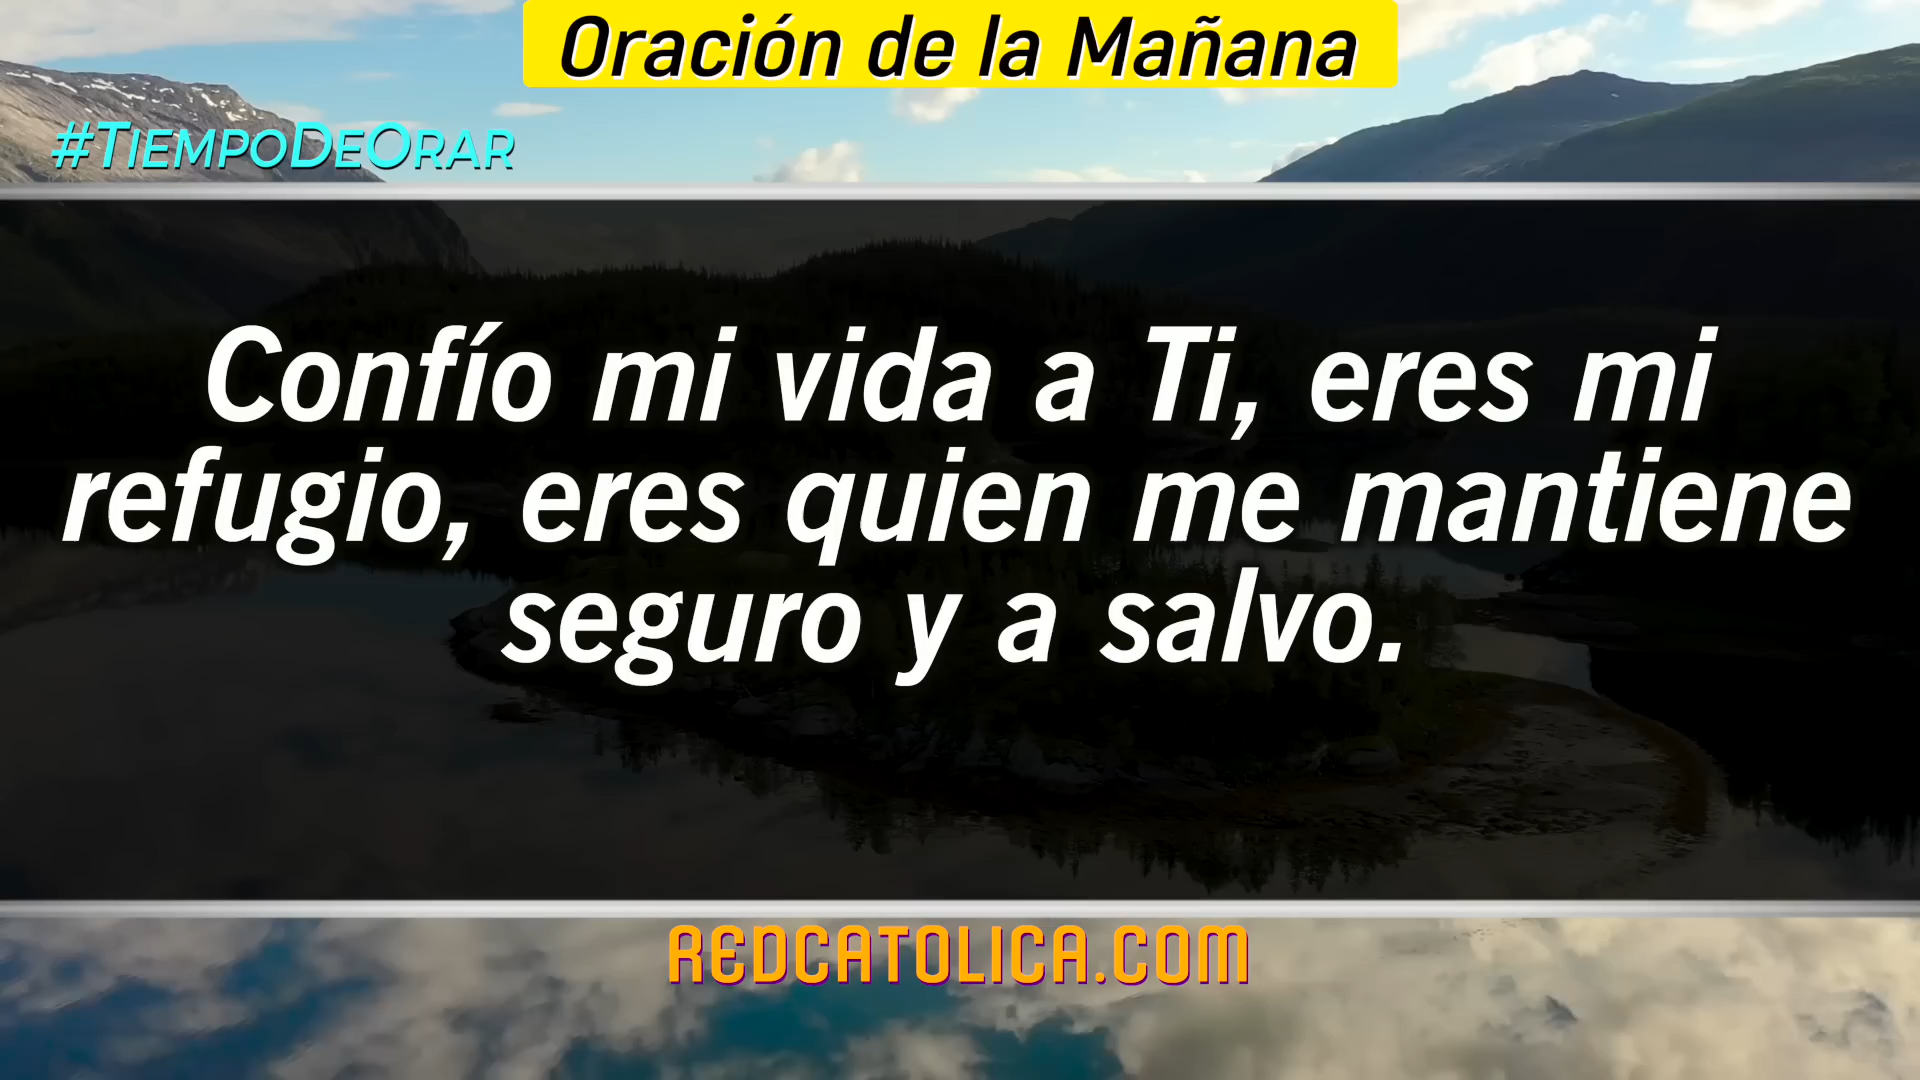 Oración de la Mañana
#TIEMPODEORAR
Confío mi vida a Ti, eres mi
refugio, eres quien me mantiene
seguro y a salvo.
REDCATOLICA.COM